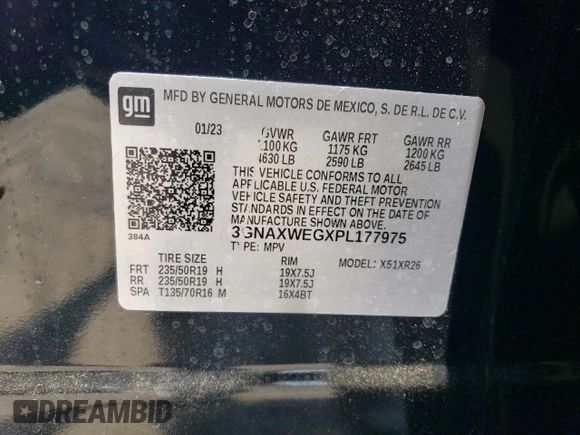 gm
MFD BY GENERAL MOTORS DE MEXICO, S. DE R.L. DE C.V.
01/23 GVWR GAWR FRT GAWR RR
2100 KG 1175 KG 1200 KG
4630 LB 2590 LB 2645 LB
THIS VEHICLE CONFORMS TO ALL
APPLICABLE U.S. FEDERAL MOTOR
VEHICLE SAFETY AND THEFT PREVENTION
STANDARDS IN EFFECT ON THE DATE OF
MANUFACTURE SHOWN ABOVE.
384A
3GNAXWEGXPL177975
TYPE: MPV MODEL: X51XR26
TIRE SIZE RIM
FRT 235/50R19 H 19X7.5J
RR 235/50R19 H 19X7.5J
SPA T135/70R16 M 16X4BT
DREAMBID